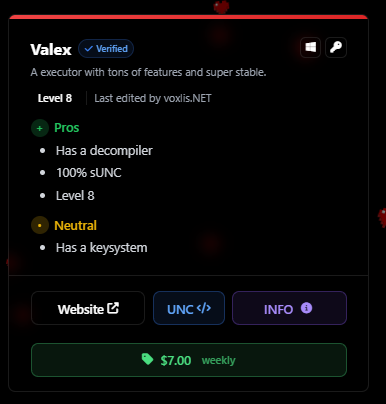 Valex Verified
A executor with tons of features and super stable.
Level 8 Last edited by voxlis.NET
+ Pros
• Has a decompiler
• 100% sUNC
• Level 8
• Neutral
• Has a keysystem
Website UNC </> INFO i
$7.00 weekly